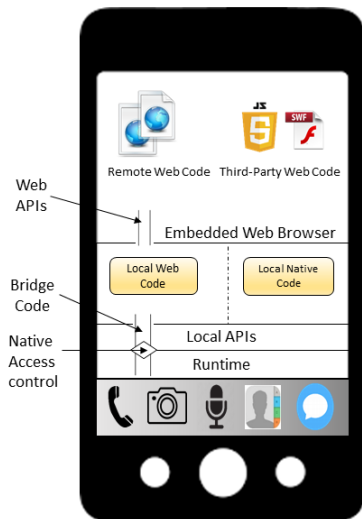 JS
SWF
Remote Web Code
Third-Party Web Code
Web
APIs
Embedded Web Browser
Local Web
Code
Local Native
Code
Bridge
Code
Native
Access
control
Local APIs
Runtime